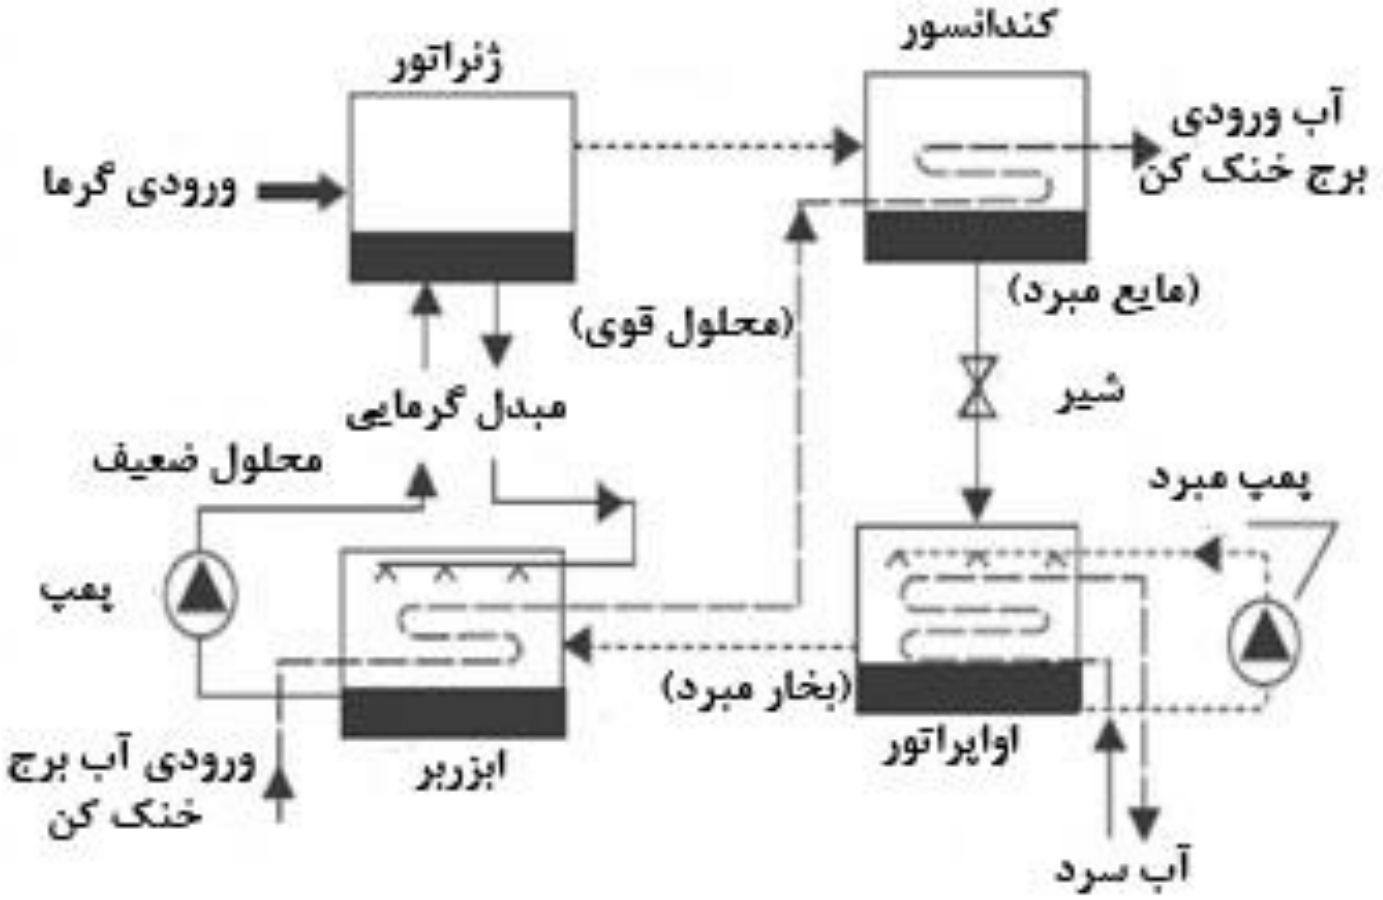 کندانسور
ژنراتور
آب ورودی
برج خنک کن
ورودی گرما
(مایع مبرد)
(محلول قوی)
شیر
مبدل گرمایی
محلول ضعیف
پمپ مبرد
پمپ
(بخار مبرد)
اواپراتور
ابزربر
ورودی آب برج
خنک کن
آب سرد